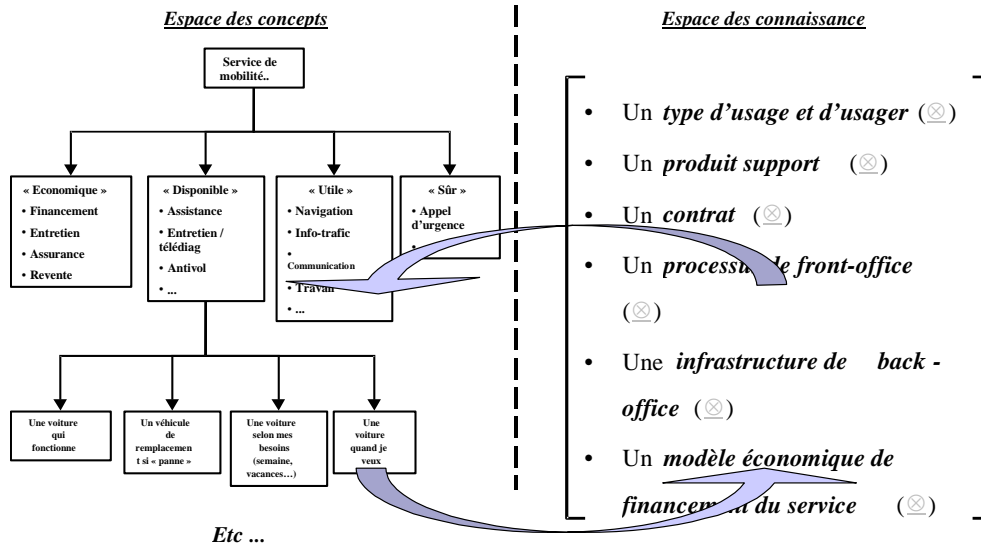 Espace des concepts
Service de
mobilité..
« Economique »
• Financement
• Entretien
• Assurance
• Revente
« Disponible »
• Assistance
• Entretien /
télédiag
• Antivol
• ...
« Utile »
• Navigation
• Info-trafic
•
Communication
• Travail
• ...
« Sûr »
• Appel
d’urgence
•
Une voiture
qui
fonctionne
Un véhicule
de
remplacemen
t si « panne »
Une voiture
selon mes
besoins
(semaine,
vacances…)
Une
voiture
quand je
veux
Etc ...
Espace des connaissance
• Un type d’usage et d’usager (⊗)
• Un produit support (⊗)
• Un contrat (⊗)
• Un processus de front-office
(⊗)
• Une infrastructure de back -
office (⊗)
• Un modèle économique de
financement du service (⊗)